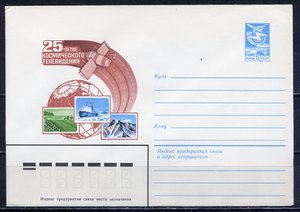 25-ЛЕТИЕ
КОСМИЧЕСКОГО
ТЕЛЕВИДЕНИЯ
Куда
Кому
Индекс предприятия связи
и адрес отправителя
Индекс предприятия связи места назначения